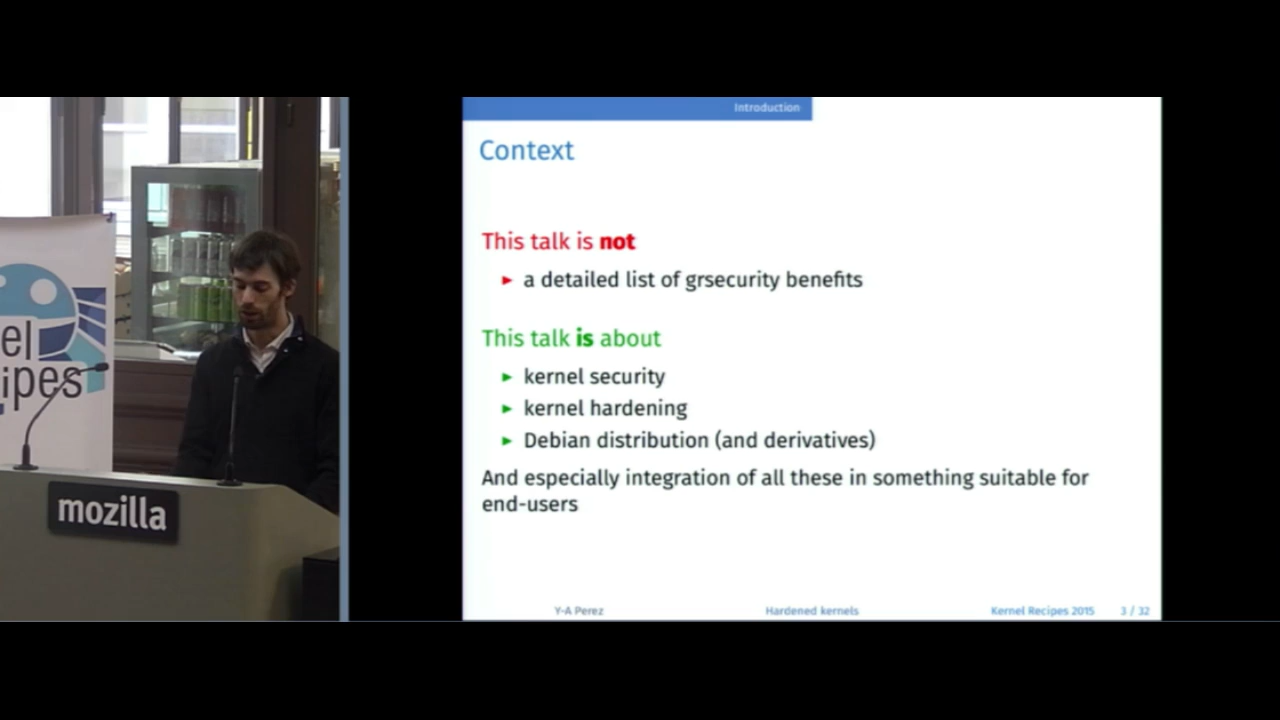 Introduction
Context
This talk is not
a detailed list of grsecurity benefits
This talk is about
kernel security
kernel hardening
Debian distribution (and derivatives)
And especially integration of all these in something suitable for
end-users
Y-A Perez
Hardened kernels
Kernel Recipes 2015
3 / 32
el
ipes
mozilla